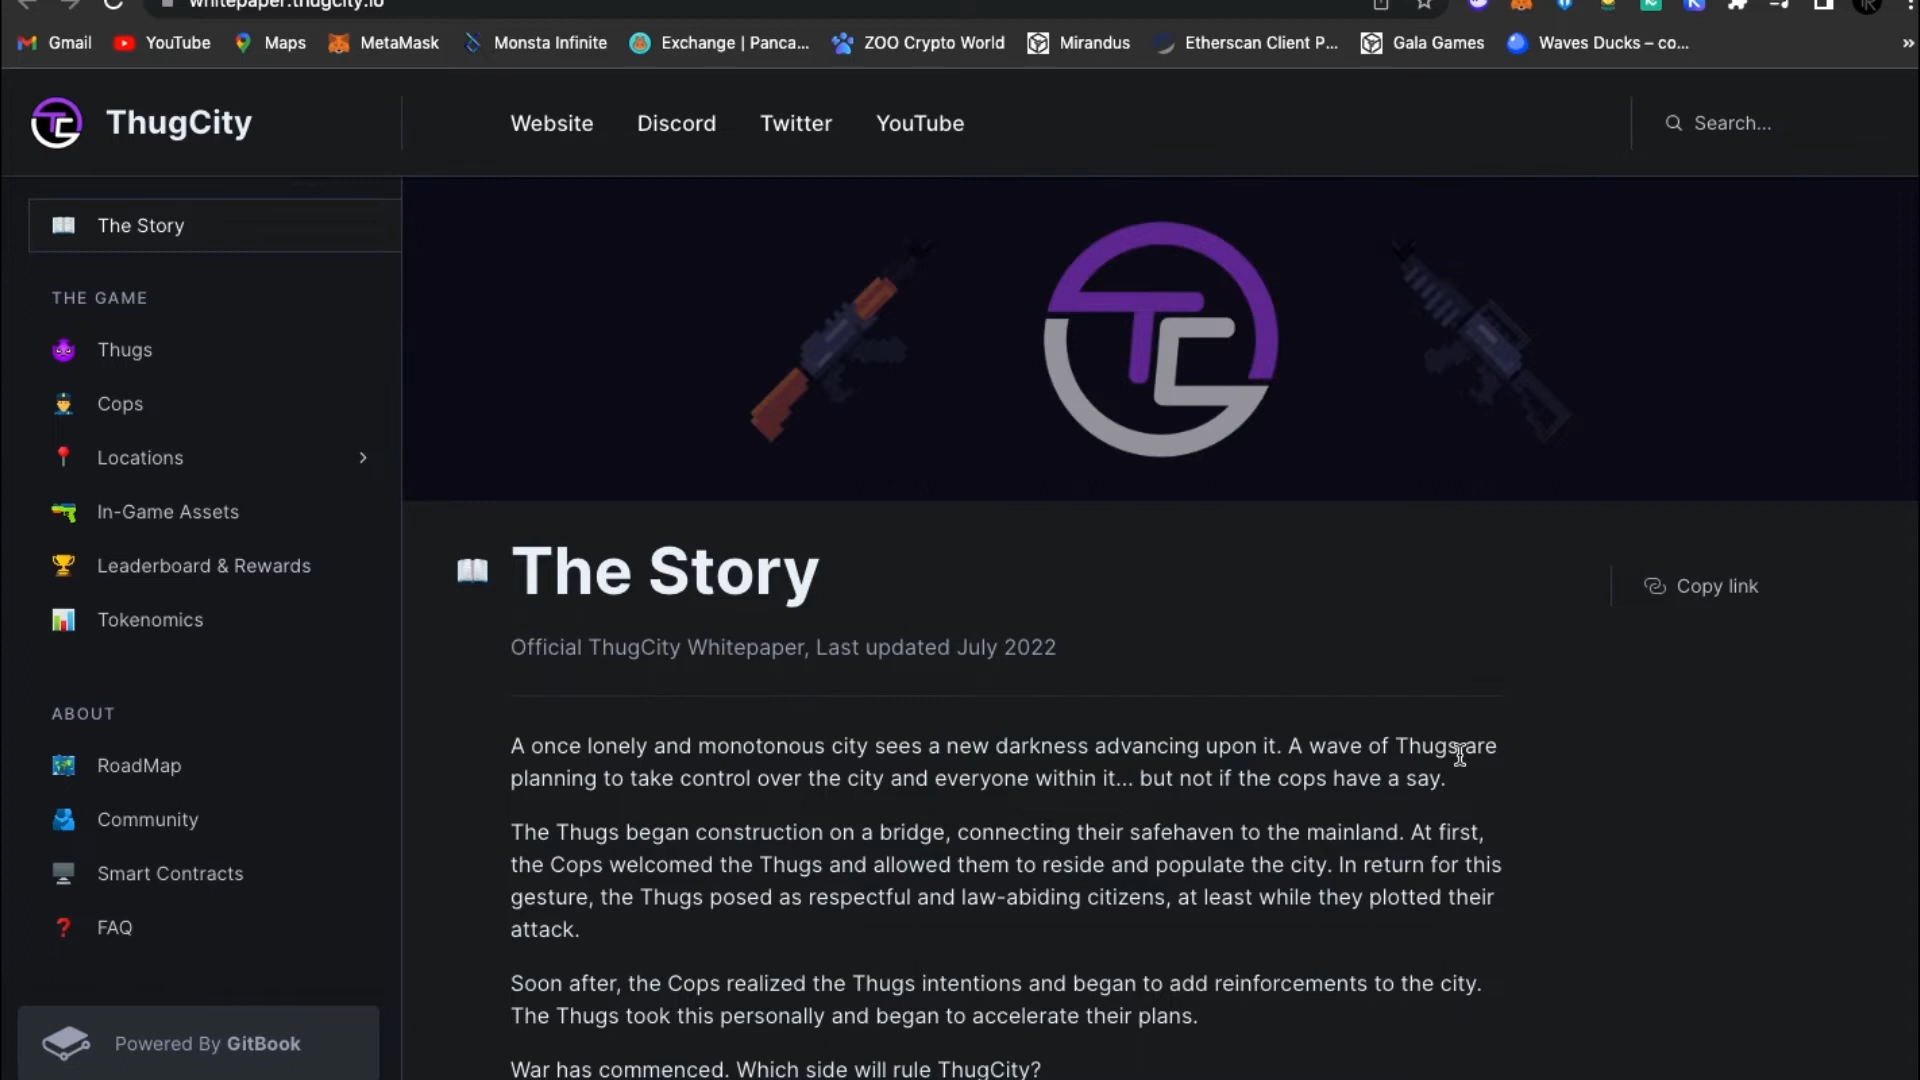 whitepaper.thugcity.io
Gmail YouTube Maps MetaMask Monsta Infinite Exchange | Panca... ZOO Crypto World Mirandus Etherscan Client P... Gala Games Waves Ducks – co... »
TC ThugCity Website Discord Twitter YouTube Search...
The Story
THE GAME
Thugs
Cops
Locations
In-Game Assets
Leaderboard & Rewards
Tokenomics
ABOUT
RoadMap
Community
Smart Contracts
FAQ
Powered By GitBook
TC
The Story
Copy link
Official ThugCity Whitepaper, Last updated July 2022
A once lonely and monotonous city sees a new darkness advancing upon it. A wave of Thugs are
planning to take control over the city and everyone within it... but not if the cops have a say.
The Thugs began construction on a bridge, connecting their safehaven to the mainland. At first,
the Cops welcomed the Thugs and allowed them to reside and populate the city. In return for this
gesture, the Thugs posed as respectful and law-abiding citizens, at least while they plotted their
attack.
Soon after, the Cops realized the Thugs intentions and began to add reinforcements to the city.
The Thugs took this personally and began to accelerate their plans.
War has commenced. Which side will rule ThugCity?